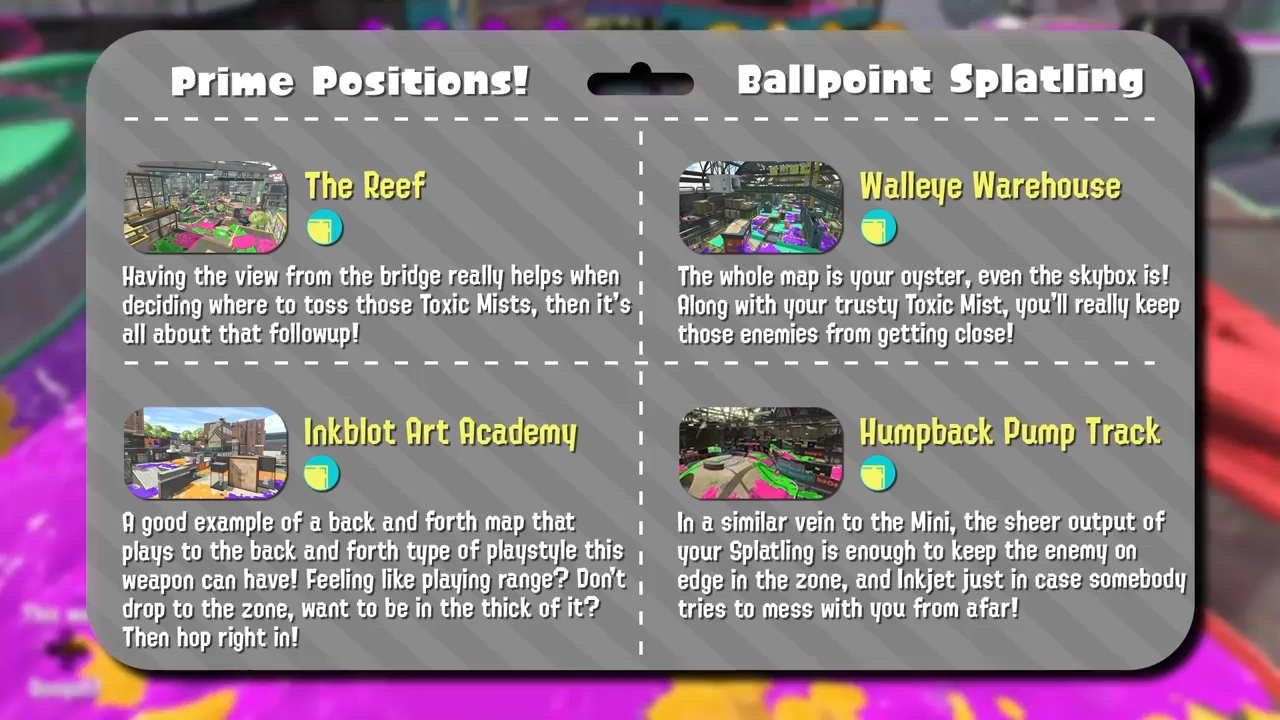 Prime Positions!
Ballpoint Splatling
The Reef
Having the view from the bridge really helps when
deciding where to toss those Toxic Mists, then it's
all about that followup!
Walleye Warehouse
The whole map is your oyster, even the skybox is!
Along with your trusty Toxic Mist, you'll really keep
those enemies from getting close!
Inkblot Art Academy
A good example of a back and forth map that
plays to the back and forth type of playstyle this
weapon can have! Feeling like playing range? Don't
drop to the zone, want to be in the thick of it?
Then hop right in!
Humpback Pump Track
In a similar vein to the Mini, the sheer output of
your Splatling is enough to keep the enemy on
edge in the zone, and Inkjet just in case somebody
tries to mess with you from afar!